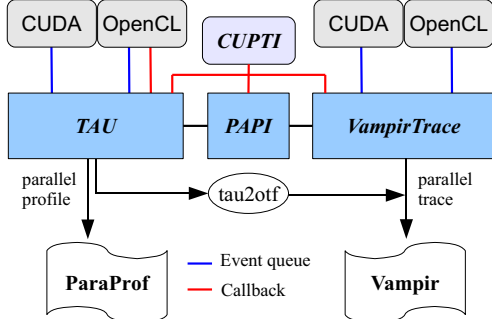 CUDA
OpenCL
CUPTI
CUDA
OpenCL
TAU
PAPI
VampirTrace
parallel
profile
tau2otf
parallel
trace
ParaProf
Event queue
Callback
Vampir